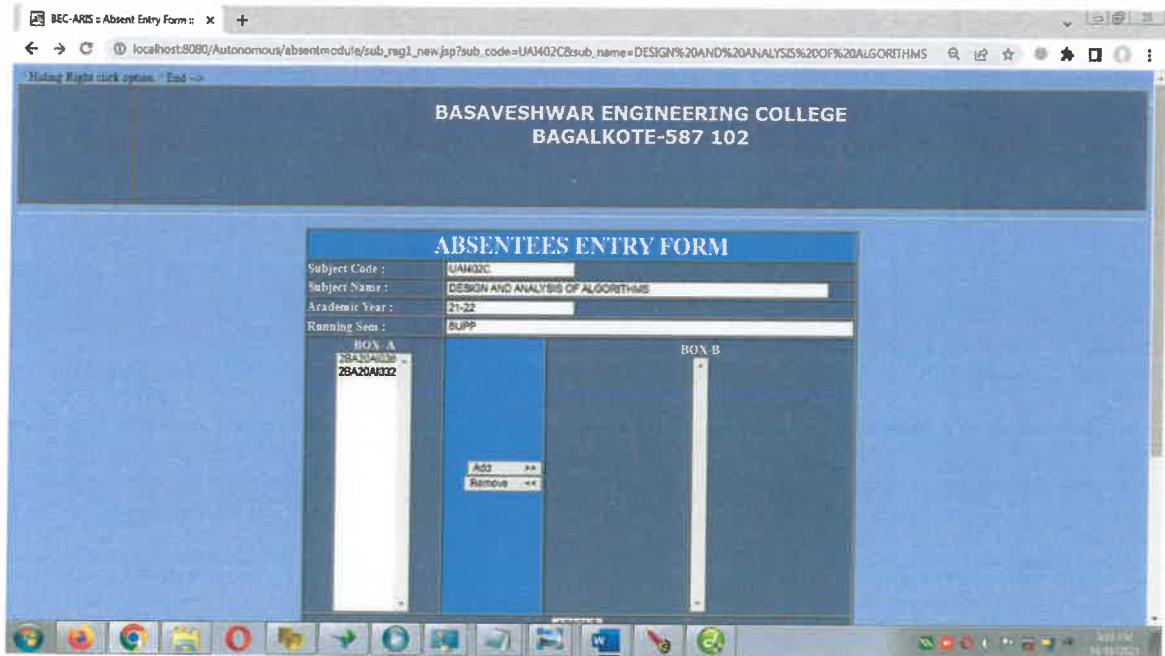 BEC-ARIS :: Absent Entry Form ::
localhost:8080/Autonomous/absentmodule/sub_reg1_new.jsp?sub_code=UAI402C&sub_name=DESIGN%20AND%20ANALYSIS%20OF%20ALGORITHMS
Hiding Right click option. End -->
BASAVESHWAR ENGINEERING COLLEGE
BAGALKOTE-587 102
ABSENTEES ENTRY FORM
Subject Code : UAI402C
Subject Name : DESIGN AND ANALYSIS OF ALGORITHMS
Academic Year : 21-22
Running Sem : SUPP
BOX A BOX B
2BA20AI332
Add >>
Remove <<